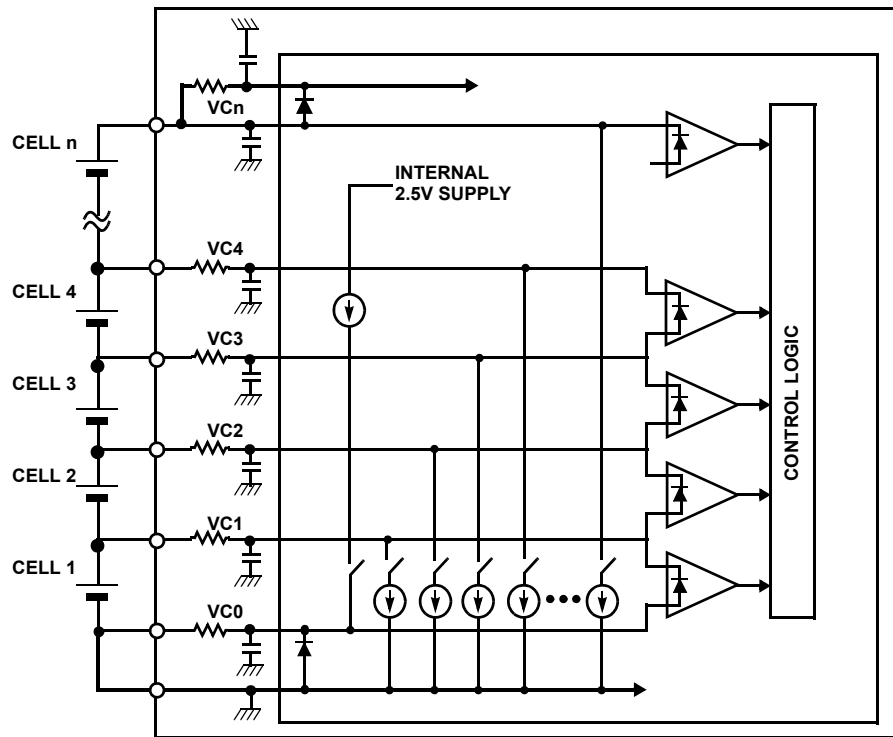 VCn
CELL n
INTERNAL
2.5V SUPPLY
VC4
CELL 4
VC3
CELL 3
VC2
CELL 2
VC1
CELL 1
VC0
CONTROL LOGIC